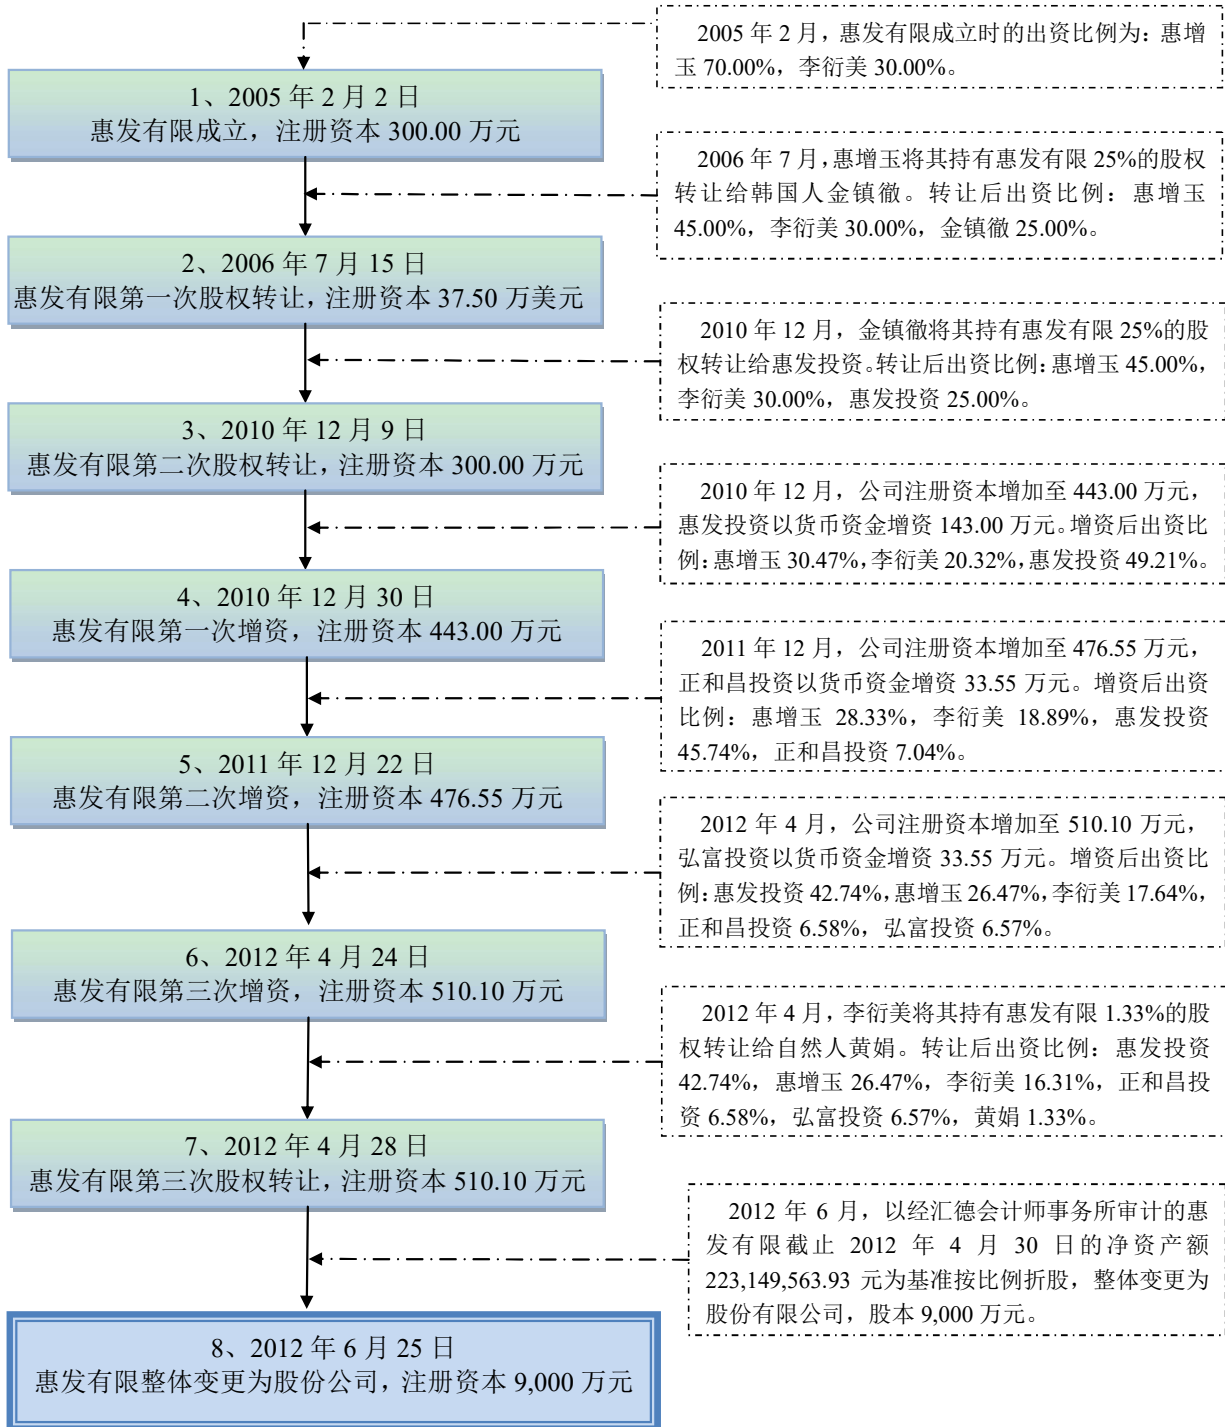 2005 年 2 月，惠发有限成立时的出资比例为：惠增
玉 70.00%，李衍美 30.00%。
1、2005 年 2 月 2 日
惠发有限成立，注册资本 300.00 万元
2006 年 7 月，惠增玉将其持有惠发有限 25%的股权
转让给韩国人金镇徹。转让后出资比例：惠增玉
45.00%，李衍美 30.00%，金镇徹 25.00%。
2、2006 年 7 月 15 日
惠发有限第一次股权转让，注册资本 37.50 万美元
2010 年 12 月，金镇徹将其持有惠发有限 25%的股
权转让给惠发投资。转让后出资比例：惠增玉 45.00%，
李衍美 30.00%，惠发投资 25.00%。
3、2010 年 12 月 9 日
惠发有限第二次股权转让，注册资本 300.00 万元
2010 年 12 月，公司注册资本增加至 443.00 万元，
惠发投资以货币资金增资 143.00 万元。增资后出资比
例：惠增玉 30.47%，李衍美 20.32%，惠发投资 49.21%。
4、2010 年 12 月 30 日
惠发有限第一次增资，注册资本 443.00 万元
2011 年 12 月，公司注册资本增加至 476.55 万元，
正和昌投资以货币资金增资 33.55 万元。增资后出资
比例：惠增玉 28.33%，李衍美 18.89%，惠发投资
45.74%，正和昌投资 7.04%。
5、2011 年 12 月 22 日
惠发有限第二次增资，注册资本 476.55 万元
2012 年 4 月，公司注册资本增加至 510.10 万元，
弘富投资以货币资金增资 33.55 万元。增资后出资比
例：惠发投资 42.74%，惠增玉 26.47%，李衍美 17.64%，
正和昌投资 6.58%，弘富投资 6.57%。
6、2012 年 4 月 24 日
惠发有限第三次增资，注册资本 510.10 万元
2012 年 4 月，李衍美将其持有惠发有限 1.33%的股
权转让给自然人黄娟。转让后出资比例：惠发投资
42.74%，惠增玉 26.47%，李衍美 16.31%，正和昌投
资 6.58%，弘富投资 6.57%，黄娟 1.33%。
7、2012 年 4 月 28 日
惠发有限第三次股权转让，注册资本 510.10 万元
2012 年 6 月，以经汇德会计师事务所审计的惠
发有限截止 2012 年 4 月 30 日的净资产额
223,149,563.93 元为基准按比例折股，整体变更为
股份有限公司，股本 9,000 万元。
8、2012 年 6 月 25 日
惠发有限整体变更为股份公司，注册资本 9,000 万元